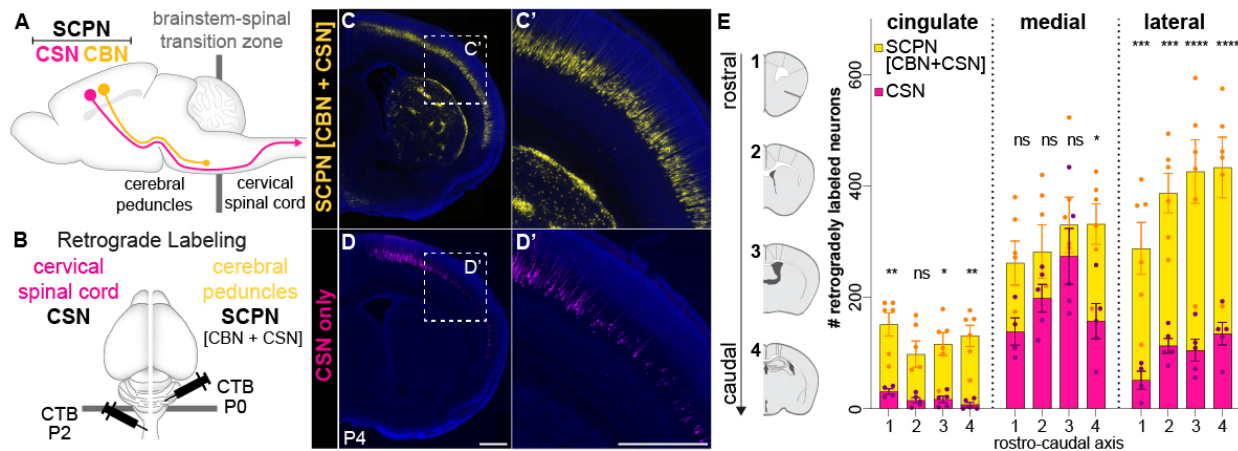 A
SCPN
CSN CBN
brainstem-spinal
transition zone
cerebral
peduncles
cervical
spinal cord
B
Retrograde Labeling
cervical
spinal cord
CSN
cerebral
peduncles
SCPN
[CBN + CSN]
CTB
P0
CTB
P2
SCPN [CBN + CSN]
CSN only
C
C'
C'
D
D'
D'
P4
E
rostral
caudal
1
2
3
4
# retrogradely labeled neurons
600
400
200
0
cingulate
medial
lateral
SCPN
[CBN+CSN]
CSN
** ns * **
ns ns ns *
*** *** **** ****
1 2 3 4 1 2 3 4 1 2 3 4
rostro-caudal axis